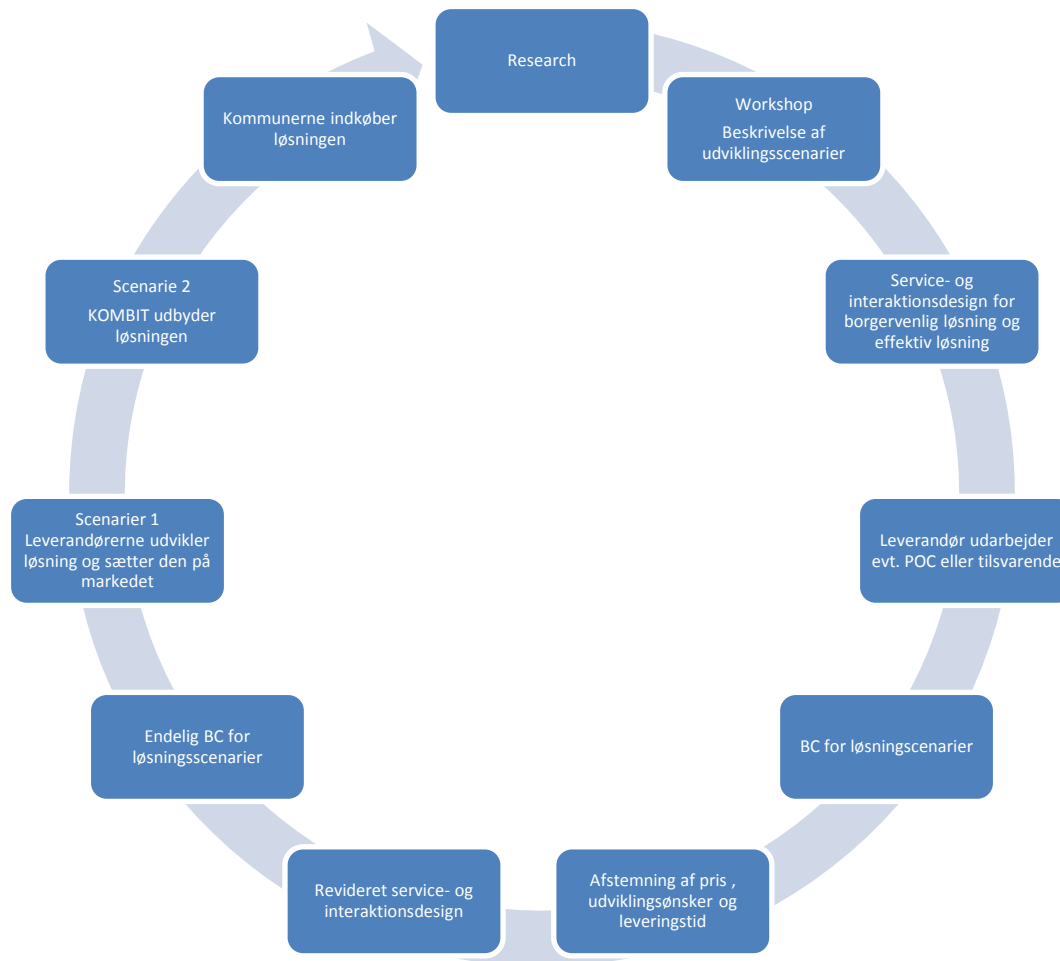 Research
Workshop
Beskrivelse af
udviklingsscenarier
Service- og
interaktionsdesign for
borgervenlig løsning og
effektiv løsning
Leverandør udarbejder
evt. POC eller tilsvarende
BC for løsningscenarier
Afstemning af pris ,
udviklingsønsker og
leveringstid
Revideret service- og
interaktionsdesign
Endelig BC for
løsningsscenarier
Scenarier 1
Leverandørerne udvikler
løsning og sætter den på
markedet
Scenarie 2
KOMBIT udbyder
løsningen
Kommunerne indkøber
løsningen